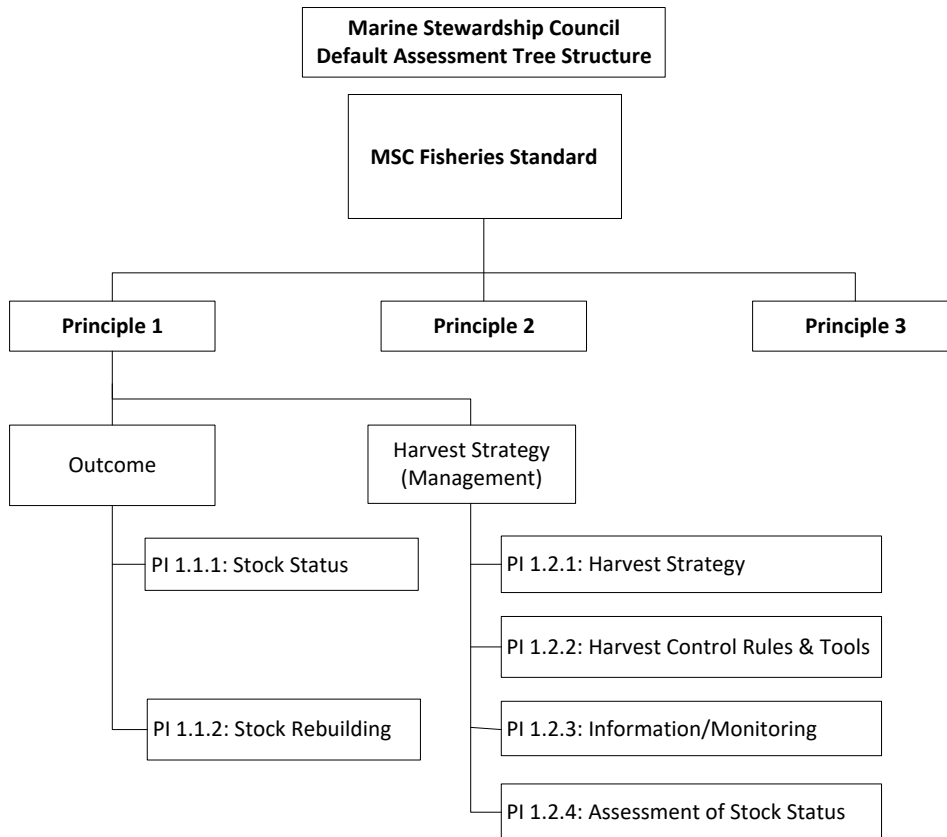 Marine Stewardship Council
Default Assessment Tree Structure
MSC Fisheries Standard
Principle 1
Principle 2
Principle 3
Outcome
Harvest Strategy
(Management)
PI 1.1.1: Stock Status
PI 1.1.2: Stock Rebuilding
PI 1.2.1: Harvest Strategy
PI 1.2.2: Harvest Control Rules & Tools
PI 1.2.3: Information/Monitoring
PI 1.2.4: Assessment of Stock Status